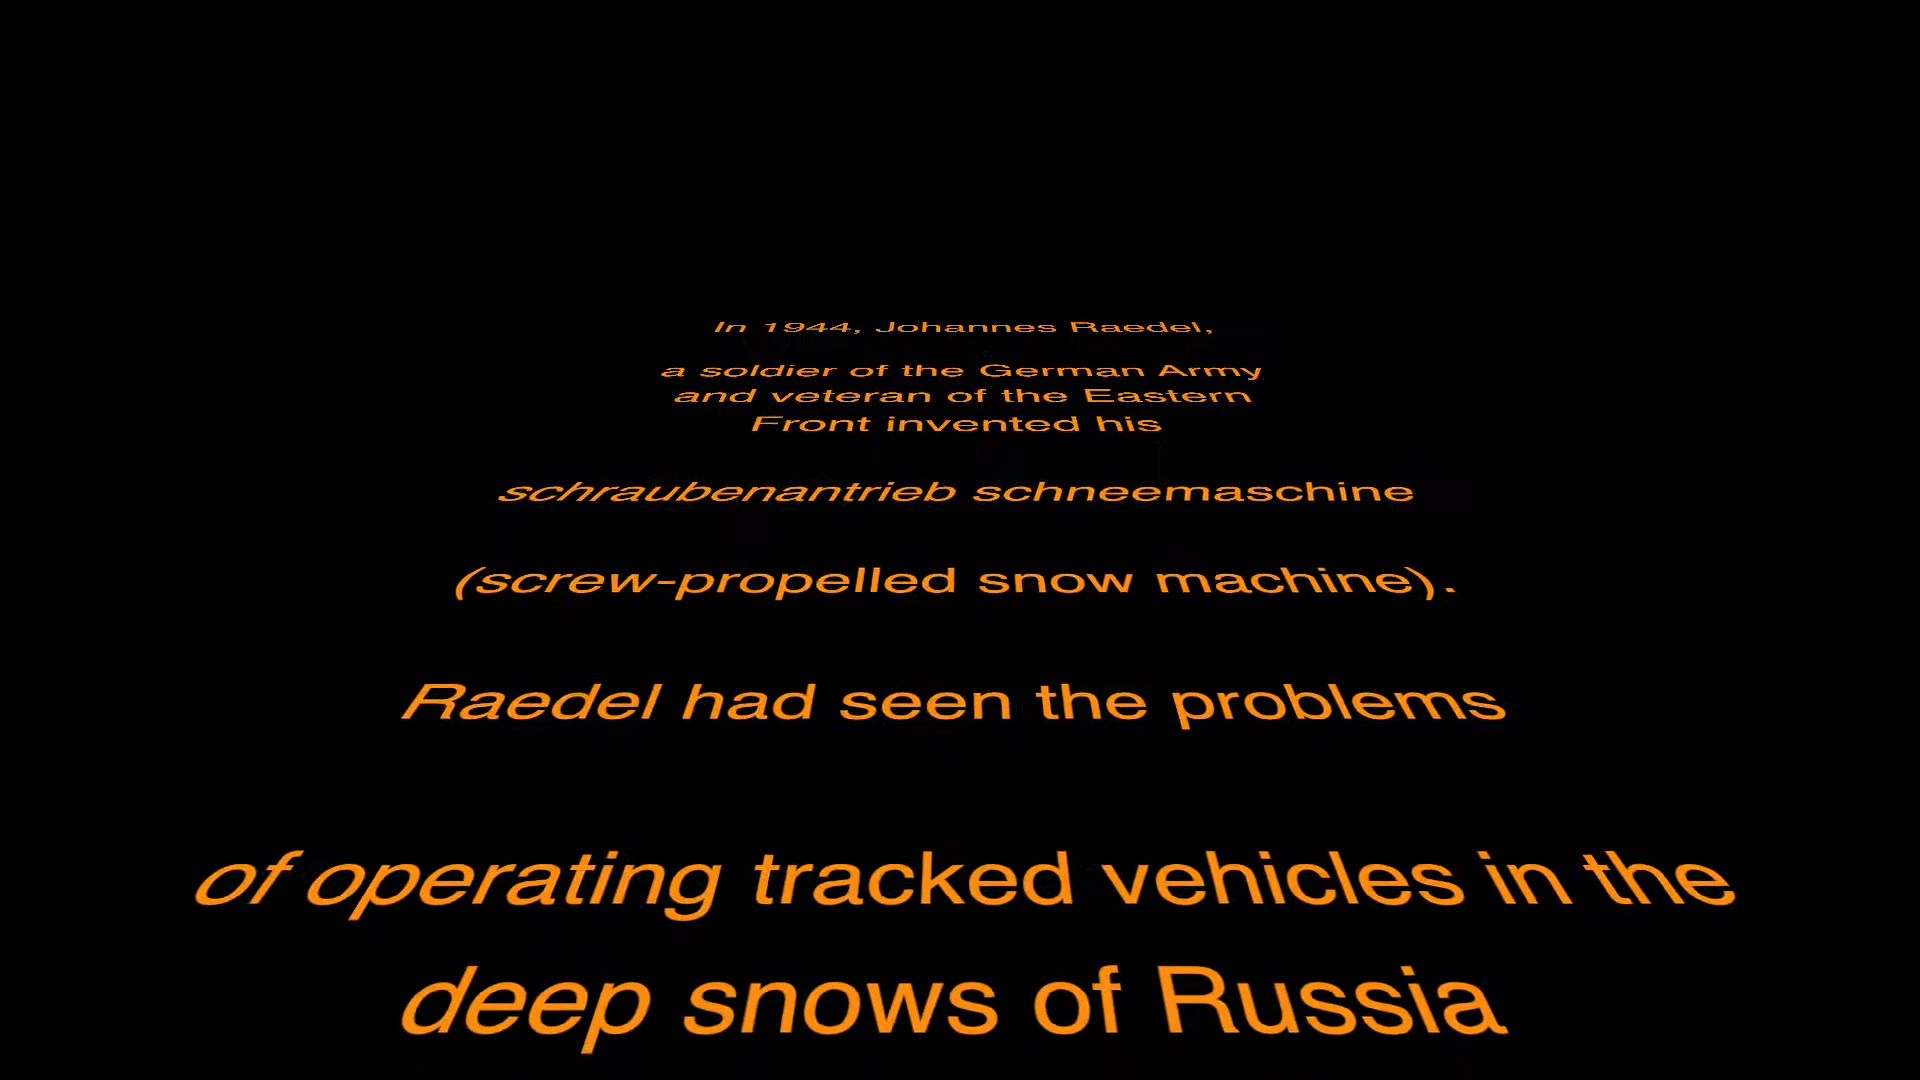 In 1944, Johannes Raedel,
a soldier of the German Army
and veteran of the Eastern
Front invented his
schraubenantrieb schneemaschine
(screw-propelled snow machine).
Raedel had seen the problems
of operating tracked vehicles in the
deep snows of Russia